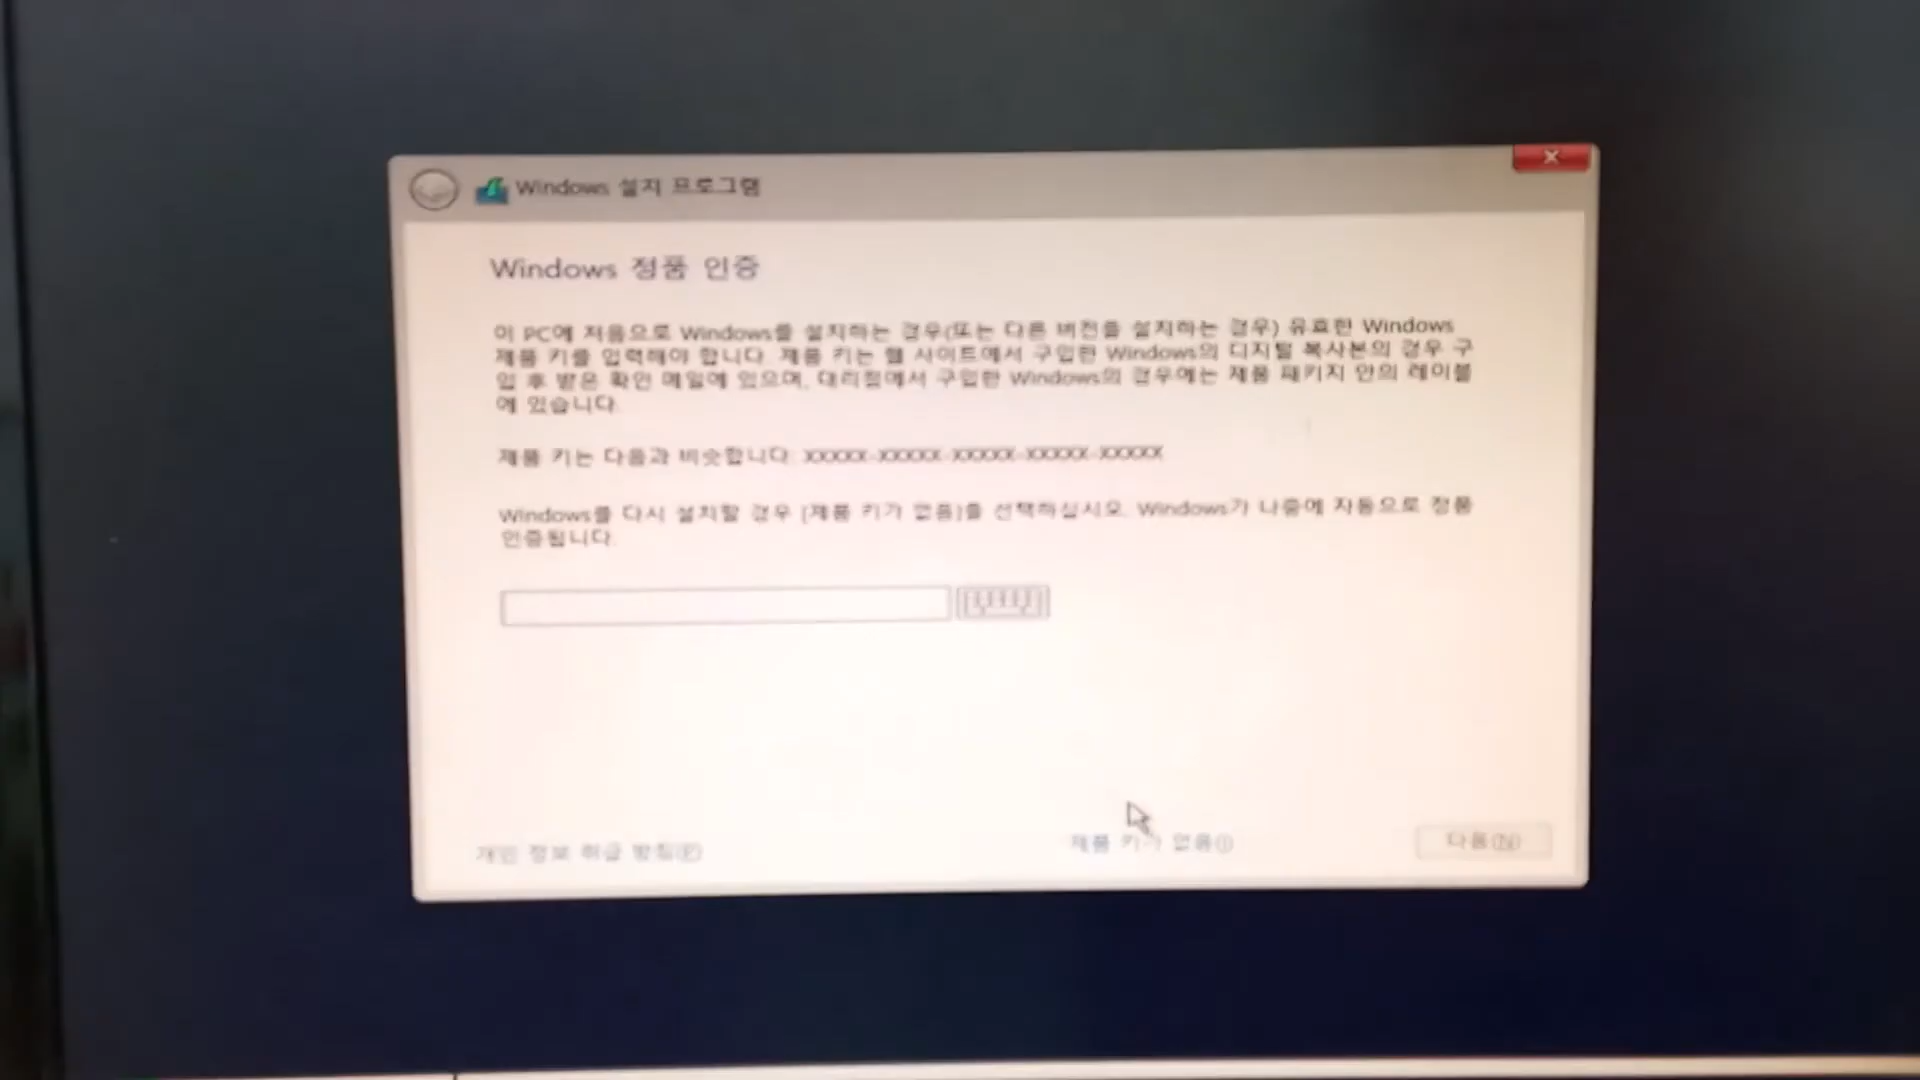 Windows 설치 프로그램
Windows 정품 인증
이 PC에 처음으로 Windows를 설치하는 경우(또는 다른 버전을 설치하는 경우) 유효한 Windows
제품 키를 입력해야 합니다. 제품 키는 웹 사이트에서 구입한 Windows의 디지털 복사본의 경우 구
입 후 받은 확인 메일에 있으며, 대리점에서 구입한 Windows의 경우에는 제품 패키지 안의 레이블
에 있습니다.
제품 키는 다음과 비슷합니다. XXXXX-XXXXX-XXXXX-XXXXX-XXXXX
Windows를 다시 설치할 경우 [제품 키가 없음]을 선택하십시오. Windows가 나중에 자동으로 정품
인증됩니다.
개인 정보 취급 방침(P)
제품 키가 없음(I)
다음(N)